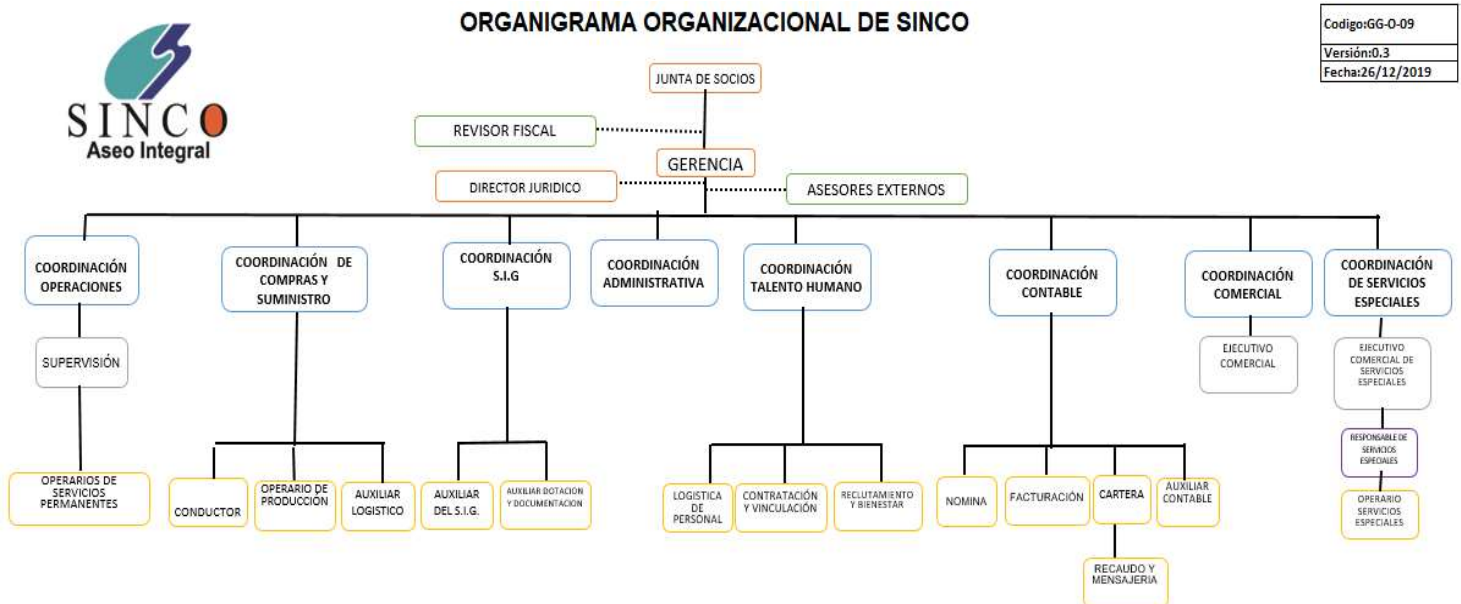 ORGANIGRAMA ORGANIZACIONAL DE SINCO
Codigo:GG-O-09
Versión:0.3
Fecha:26/12/2019
SINCO
Aseo Integral
JUNTA DE SOCIOS
REVISOR FISCAL
GERENCIA
DIRECTOR JURIDICO
ASESORES EXTERNOS
COORDINACIÓN
OPERACIONES
COORDINACIÓN DE
COMPRAS Y
SUMINISTRO
COORDINACIÓN
S.I.G
COORDINACIÓN
ADMINISTRATIVA
COORDINACIÓN
TALENTO HUMANO
COORDINACIÓN
CONTABLE
COORDINACIÓN
COMERCIAL
COORDINACIÓN
DE SERVICIOS
ESPECIALES
SUPERVISIÓN
EJECUTIVO
COMERCIAL
EJECUTIVO
COMERCIAL DE
SERVICIOS
ESPECIALES
RESPONSABLE DE
SERVICIOS
ESPECIALES
OPERARIOS DE
SERVICIOS
PERMANENTES
CONDUCTOR
OPERARIO DE
PRODUCCIÓN
AUXILIAR
LOGISTICO
AUXILIAR
DEL S.I.G.
AUXILIAR DOTACION
Y DOCUMENTACION
LOGISTICA
DE
PERSONAL
CONTRATACIÓN
Y VINCULACIÓN
RECLUTAMIENTO
Y BIENESTAR
NOMINA
FACTURACIÓN
CARTERA
AUXILIAR
CONTABLE
OPERARIO
SERVICIOS
ESPECIALES
RECAUDO Y
MENSAJERIA